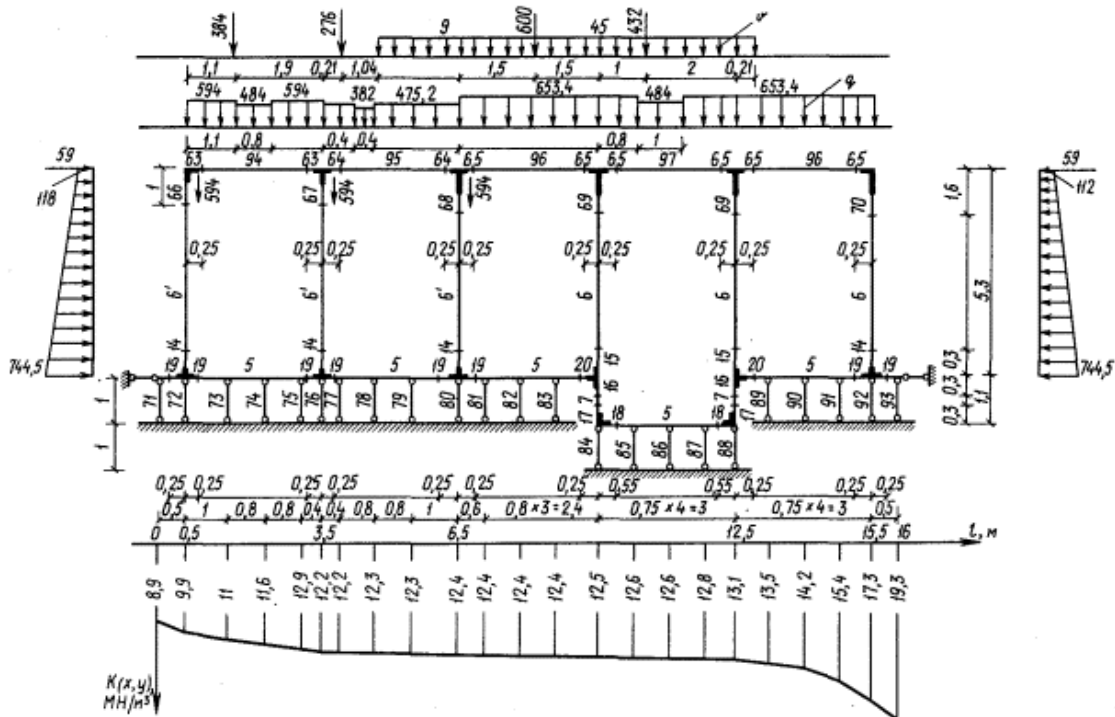 384 276 9 600 45 432 v
1,1 1,9 0,21 1,04 1,5 1,5 1 2 0,21
594 484 594 382 475,2 653,4 484 653,4 q
1,1 0,8 0,4 0,4 0,8 1
59 63 94 63 64 95 64 65 96 65 65 97 65 65 96 65 59
118 1 66 594 67 594 68 594 69 69 70 1,6 112
0,25 0,25 0,25 0,25 0,25 0,25 0,25 0,25 0,25
6' 6' 6' 6 6 6 5,3
14 14 14 15 15 14
744,5 19 19 5 19 19 5 19 19 5 20 20 5 19 19 0,3 744,5
1 71 72 73 74 75 76 77 78 79 80 81 82 83 16 7 17 16 7 17 89 90 91 92 93 0,3 0,3 1,1
18 5 18
1 84 85 86 87 88
0,25 0,25 0,25 0,25 0,25 0,25 0,25 0,55 0,55 0,25 0,25 0,25
0,5 1 0,8 0,8 0,4 0,4 0,8 0,8 1 0,6 0,8 × 3 = 2,4 0,75 × 4 = 3 0,75 × 4 = 3 0,5
0 0,5 3,5 6,5 12,5 15,5 16 l, м
8,9 9,9 11 11,6 12,9 12,2 12,2 12,3 12,3 12,4 12,4 12,4 12,4 12,5 12,6 12,6 12,8 13,1 13,5 14,2 15,4 17,3 19,3
K(x,y),
МН/м³